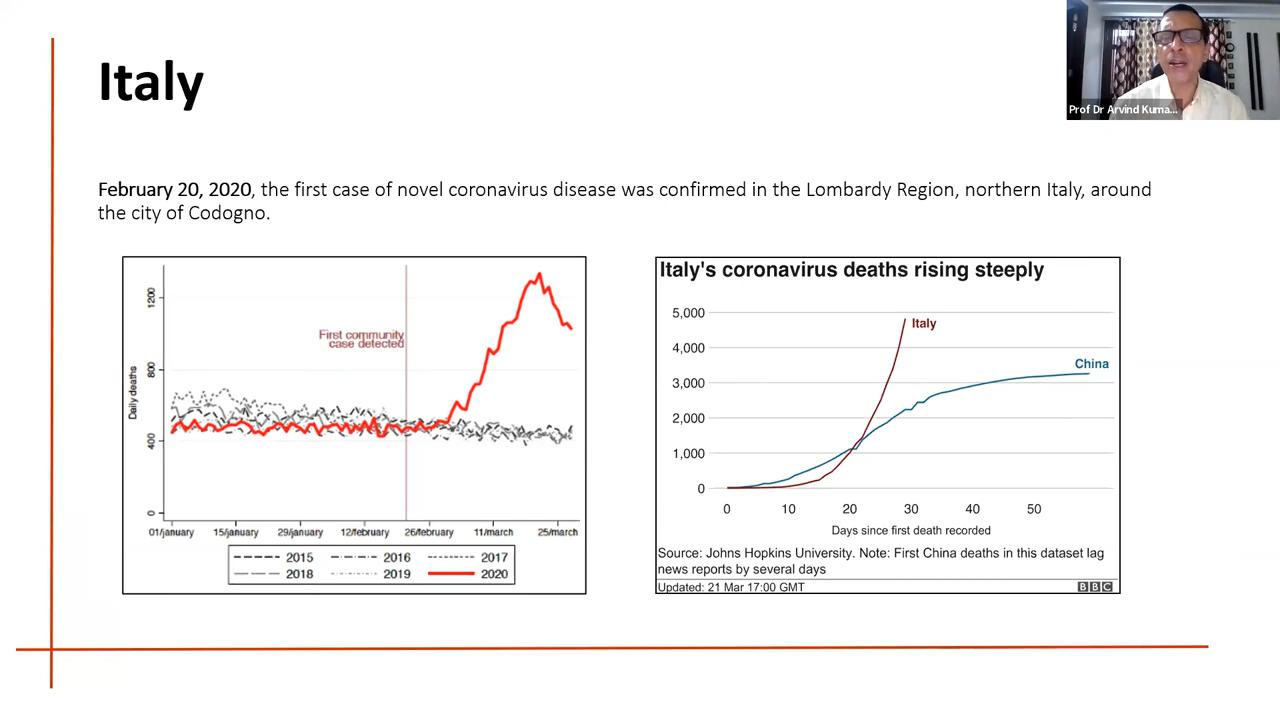 Prof Dr Arvind Kuma...
Italy
February 20, 2020, the first case of novel coronavirus disease was confirmed in the Lombardy Region, northern Italy, around
the city of Codogno.
Daily deaths
1200
800
400
0
First community
case detected
01/january 15/january 29/january 12/february 26/february 11/march 25/march
2015 2016 2017
2018 2019 2020
Italy's coronavirus deaths rising steeply
5,000
4,000
3,000
2,000
1,000
0
Italy
China
0 10 20 30 40 50
Days since first death recorded
Source: Johns Hopkins University. Note: First China deaths in this dataset lag
news reports by several days
Updated: 21 Mar 17:00 GMT
BBC